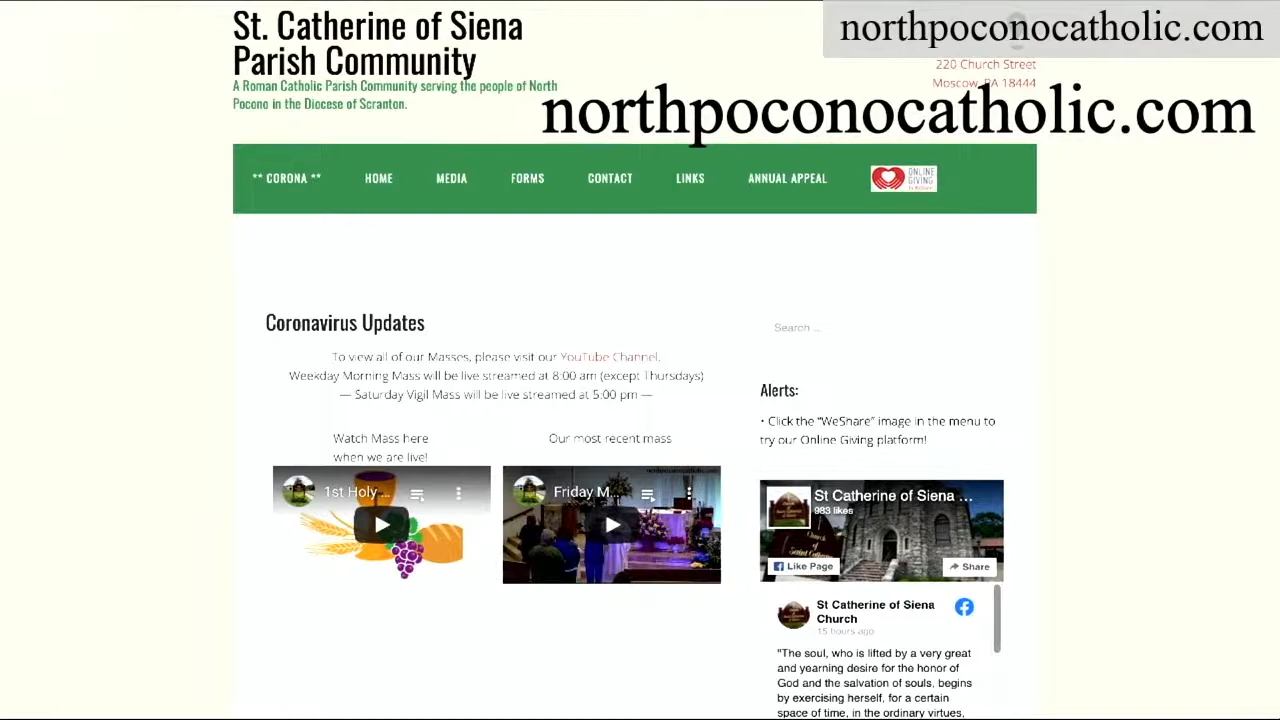 St. Catherine of Siena
Parish Community
A Roman Catholic Parish Community serving the people of North
Pocono in the Diocese of Scranton.
northpoconocatholic.com
220 Church Street
Moscow, PA 18444
northpoconocatholic.com
** CORONA **
HOME
MEDIA
FORMS
CONTACT
LINKS
ANNUAL APPEAL
ONLINE
GIVING
Coronavirus Updates
To view all of our Masses, please visit our YouTube Channel.
Weekday Morning Mass will be live streamed at 8:00 am (except Thursdays)
— Saturday Vigil Mass will be live streamed at 5:00 pm —
Watch Mass here
when we are live!
1st Holy ...
Our most recent mass
northpoconocatholic.com
Friday M...
Search ...
Alerts:
• Click the “WeShare” image in the menu to
try our Online Giving platform!
St Catherine of Siena ...
983 likes
Like Page
Share
St Catherine of Siena
Church
15 hours ago
"The soul, who is lifted by a very great
and yearning desire for the honor of
God and the salvation of souls, begins
by exercising herself, for a certain
space of time, in the ordinary virtues,